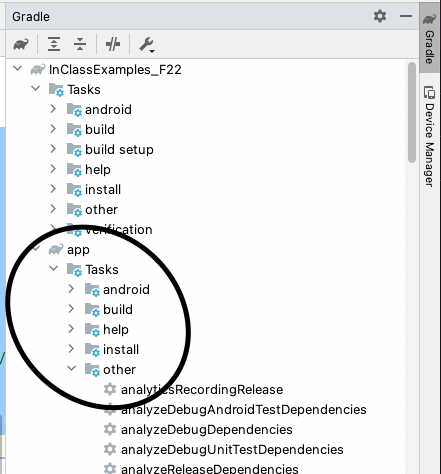 Gradle
InClassExamples_F22
Tasks
android
build
build setup
help
install
other
verification
app
Tasks
android
build
help
install
other
analyticsRecordingRelease
analyzeDebugAndroidTestDependencies
analyzeDebugDependencies
analyzeDebugUnitTestDependencies
analyzeReleaseDependencies
Gradle
Device Manager